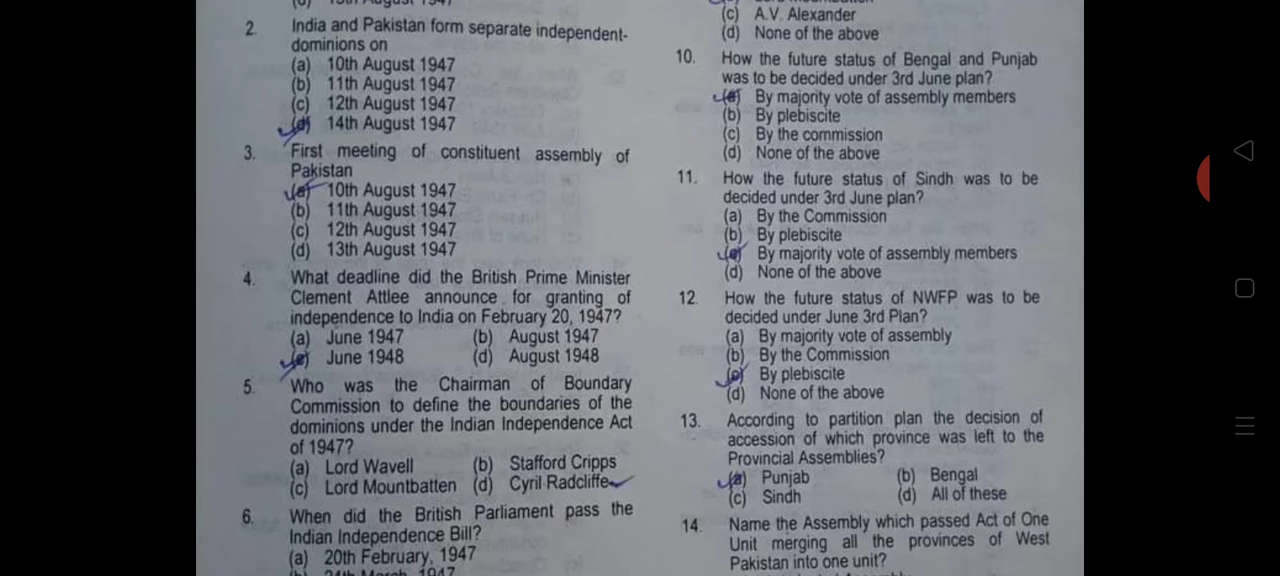 2. India and Pakistan form separate independent-
dominions on
(a) 10th August 1947
(b) 11th August 1947
(c) 12th August 1947
(d) 14th August 1947
3. First meeting of constituent assembly of
Pakistan
(a) 10th August 1947
(b) 11th August 1947
(c) 12th August 1947
(d) 13th August 1947
4. What deadline did the British Prime Minister
Clement Attlee announce for granting of
independence to India on February 20, 1947?
(a) June 1947 (b) August 1947
(c) June 1948 (d) August 1948
5. Who was the Chairman of Boundary
Commission to define the boundaries of the
dominions under the Indian Independence Act
of 1947?
(a) Lord Wavell (b) Stafford Cripps
(c) Lord Mountbatten (d) Cyril Radcliffe
6. When did the British Parliament pass the
Indian Independence Bill?
(a) 20th February, 1947
(c) A.V. Alexander
(d) None of the above
10. How the future status of Bengal and Punjab
was to be decided under 3rd June plan?
(a) By majority vote of assembly members
(b) By plebiscite
(c) By the commission
(d) None of the above
11. How the future status of Sindh was to be
decided under 3rd June plan?
(a) By the Commission
(b) By plebiscite
(c) By majority vote of assembly members
(d) None of the above
12. How the future status of NWFP was to be
decided under June 3rd Plan?
(a) By majority vote of assembly
(b) By the Commission
(c) By plebiscite
(d) None of the above
13. According to partition plan the decision of
accession of which province was left to the
Provincial Assemblies?
(a) Punjab (b) Bengal
(c) Sindh (d) All of these
14. Name the Assembly which passed Act of One
Unit merging all the provinces of West
Pakistan into one unit?